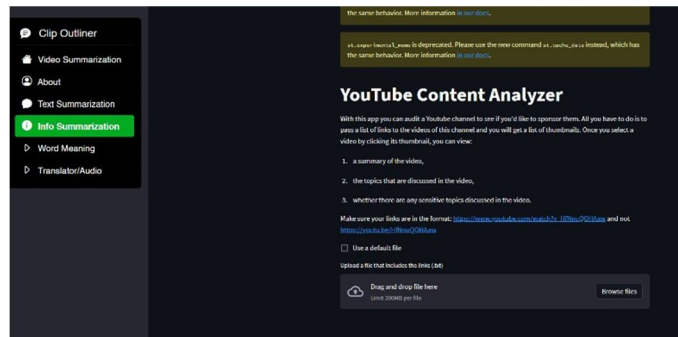 Clip Outliner
Video Summarization
About
Text Summarization
Info Summarization
Word Meaning
Translator/Audio
the same behavior. More information in our docs.
st.experimental_memo is deprecated. Please use the new command st.cache_data instead, which has
the same behavior. More information in our docs.
YouTube Content Analyzer
With this app you can audit a Youtube channel to see if you'd like to sponsor them. All you have to do is to
pass a list of links to the videos of this channel and you will get a list of thumbnails. Once you select a
video by clicking its thumbnail, you can view:
1. a summary of the video,
2. the topics that are discussed in the video,
3. whether there are any sensitive topics discussed in the video.
Make sure your links are in the format: and not
Use a default file
Upload a file that includes the links (.txt)
Drag and drop file here
Limit 200MB per file
Browse files